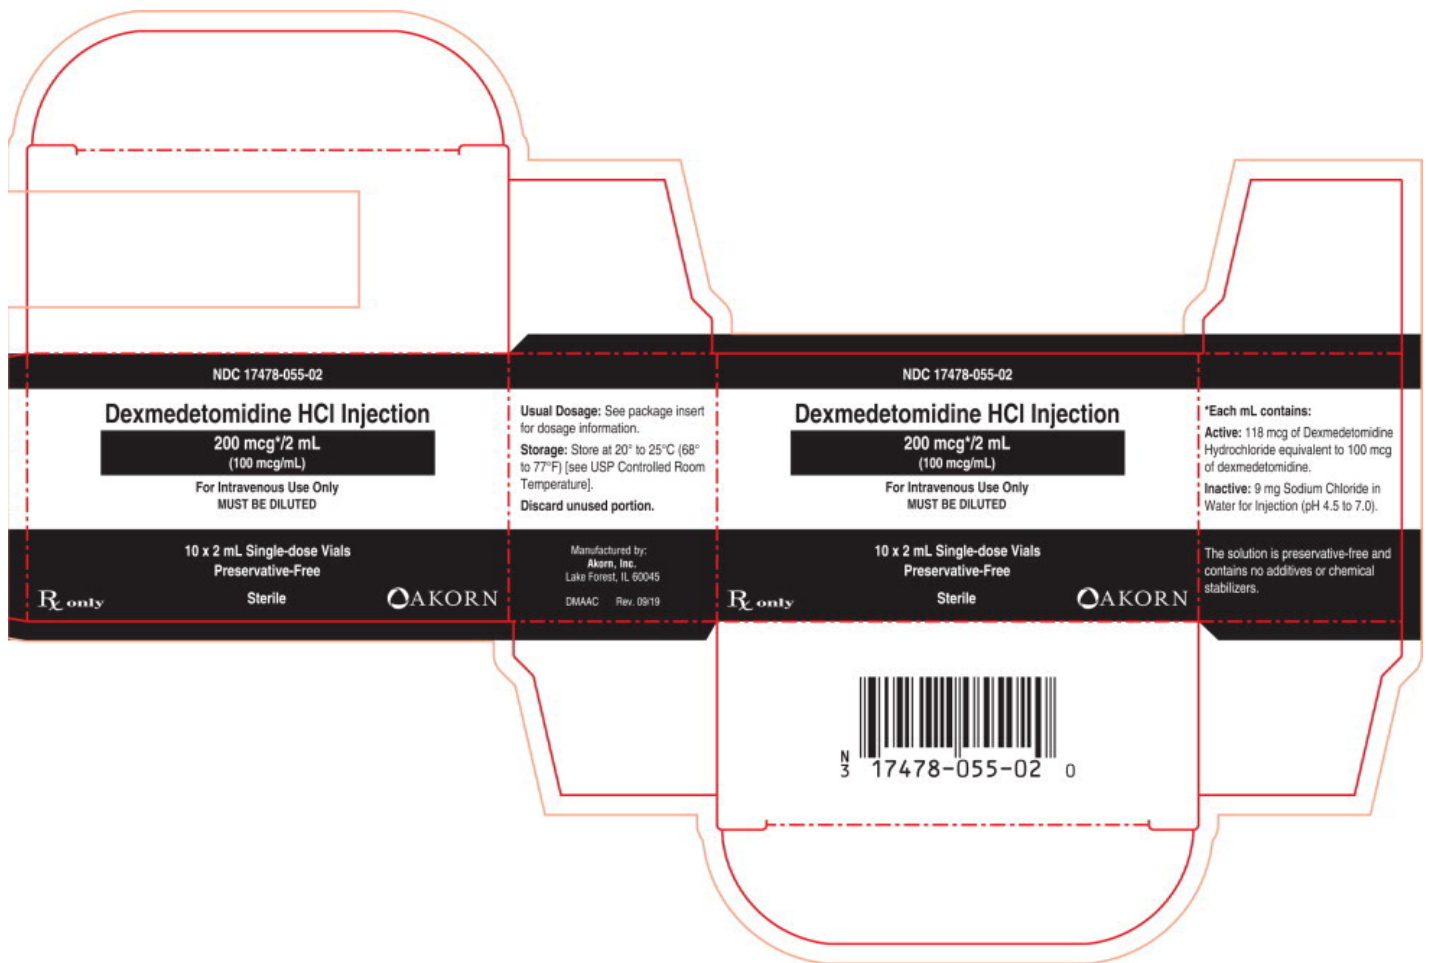 NDC 17478-055-02
Dexmedetomidine HCl Injection
200 mcg*/2 mL
(100 mcg/mL)
For Intravenous Use Only
MUST BE DILUTED
10 x 2 mL Single-dose Vials
Preservative-Free
Rx only
Sterile
AKORN
Usual Dosage: See package insert
for dosage information.
Storage: Store at 20° to 25°C (68°
to 77°F) [see USP Controlled Room
Temperature].
Discard unused portion.
Manufactured by:
Akorn, Inc.
Lake Forest, IL 60045
DMAAC Rev. 09/19
NDC 17478-055-02
Dexmedetomidine HCl Injection
200 mcg*/2 mL
(100 mcg/mL)
For Intravenous Use Only
MUST BE DILUTED
10 x 2 mL Single-dose Vials
Preservative-Free
Rx only
Sterile
AKORN
*Each mL contains:
Active: 118 mcg of Dexmedetomidine
Hydrochloride equivalent to 100 mcg
of dexmedetomidine.
Inactive: 9 mg Sodium Chloride in
Water for Injection (pH 4.5 to 7.0).
The solution is preservative-free and
contains no additives or chemical
stabilizers.
N
3 17478-055-02 0